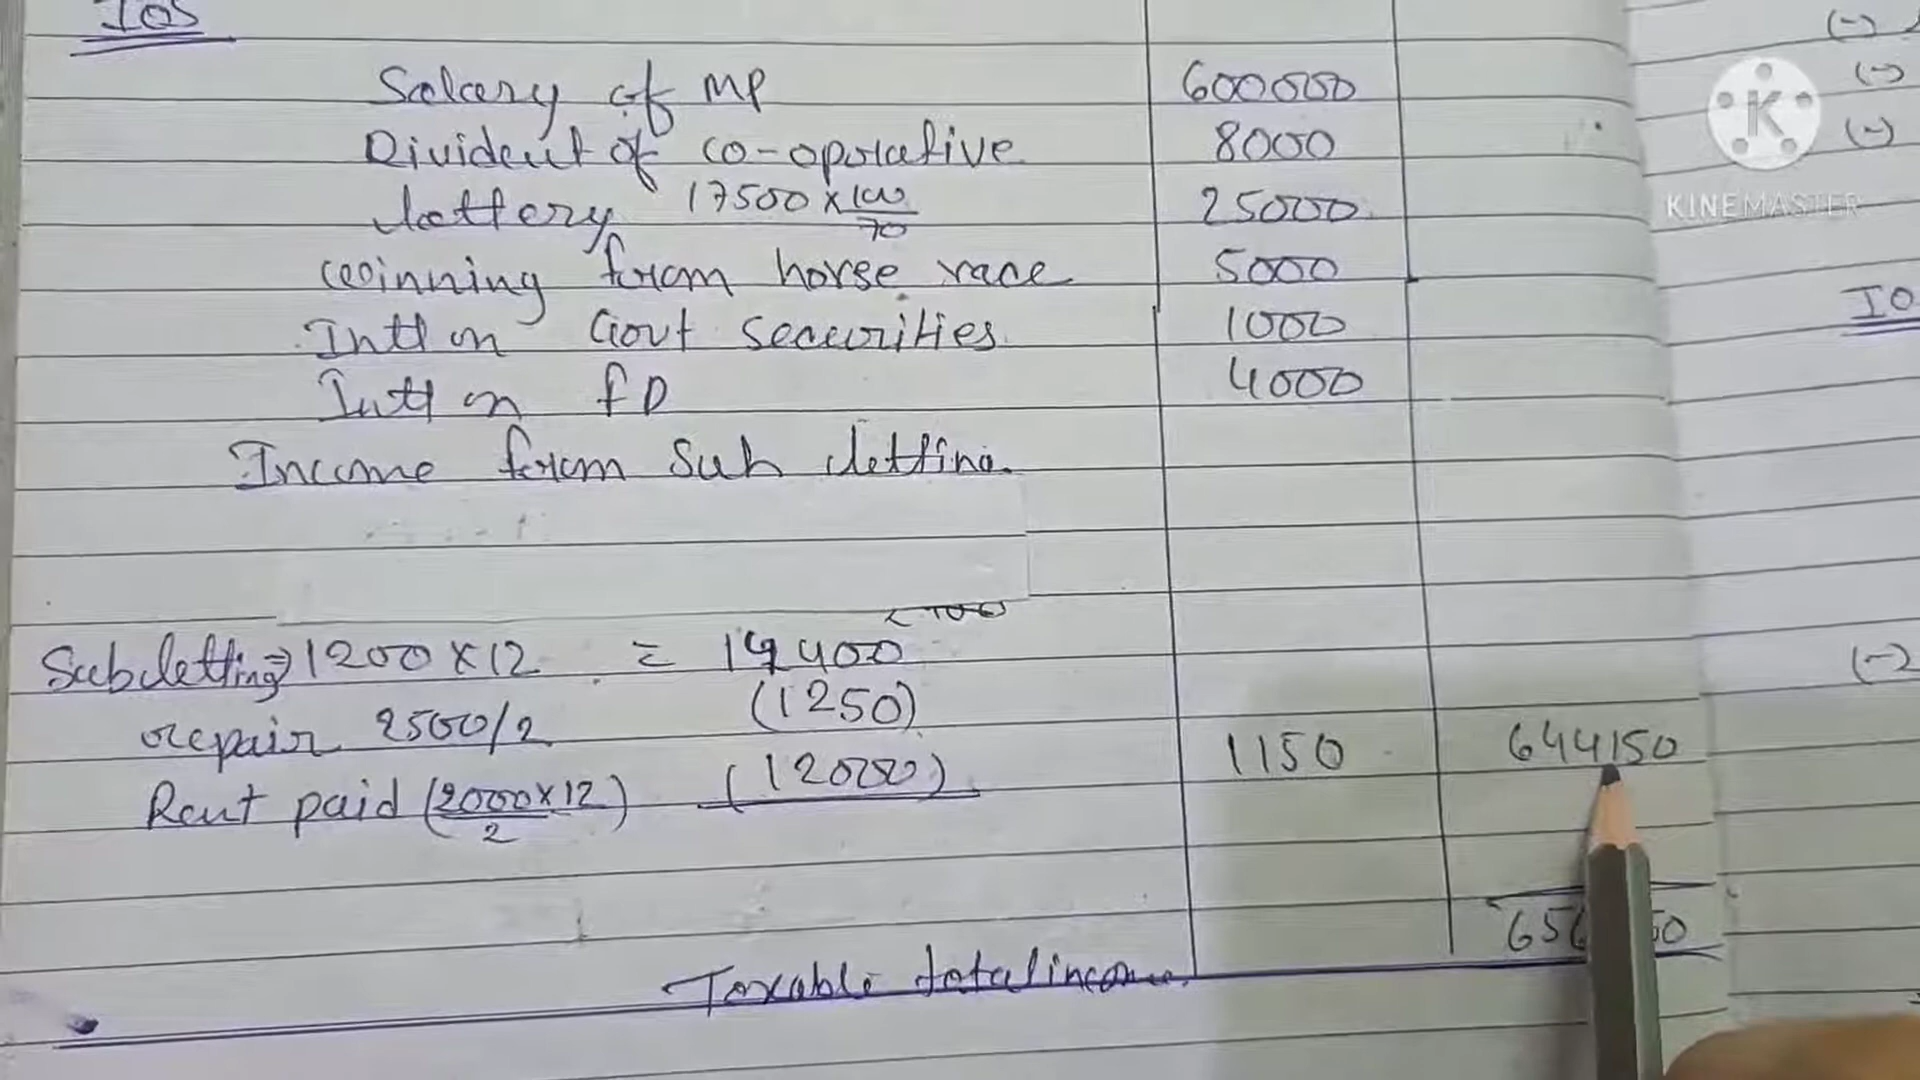 IOS
Salary of MP 600000
Divident of co-operative 8000
lottery 17500 × 100/70 25000
winning from horse race 5000
Intt on Govt securities 1000
Intt on FD 4000
Income from Sub letting
Subletting ⇒ 1200 × 12 = 14400
repair 2500/2 (1250)
Rent paid (2000×12/2) (12000) 1150 644150
Taxable total income
KINEMASTER
K
(-)
(-)
(-)
IO
(-)